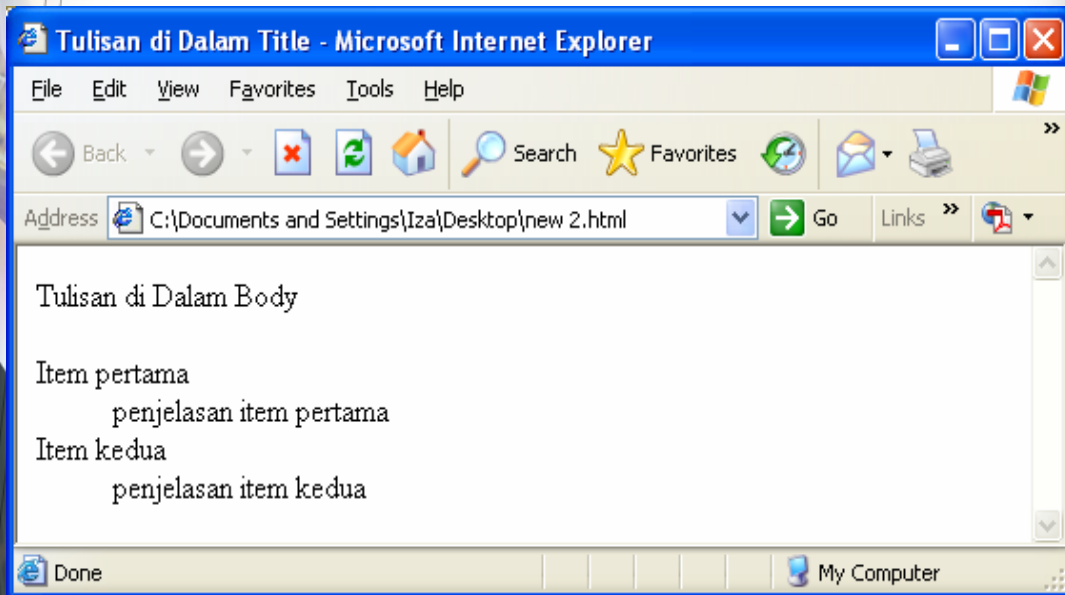 Tulisan di Dalam Title - Microsoft Internet Explorer
File Edit View Favorites Tools Help
Back Search Favorites »
Address C:\Documents and Settings\Iza\Desktop\new 2.html Go Links »
Tulisan di Dalam Body
Item pertama
penjelasan item pertama
Item kedua
penjelasan item kedua
Done My Computer